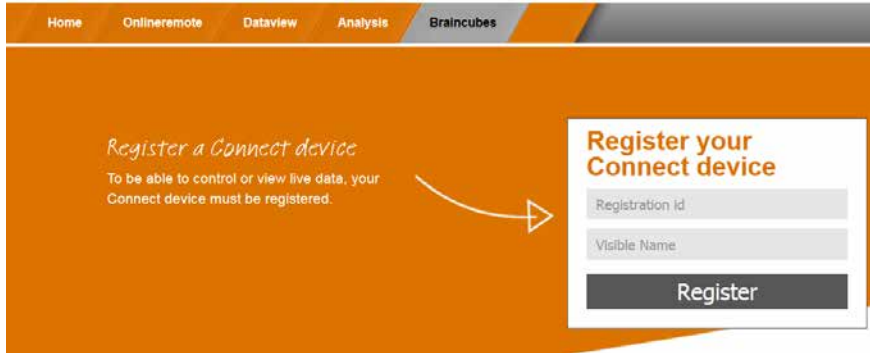 Home Onlineremote Dataview Analysis Braincubes
Register a Connect device
To be able to control or view live data, your
Connect device must be registered.
Register your
Connect device
Registration id
Visible Name
Register